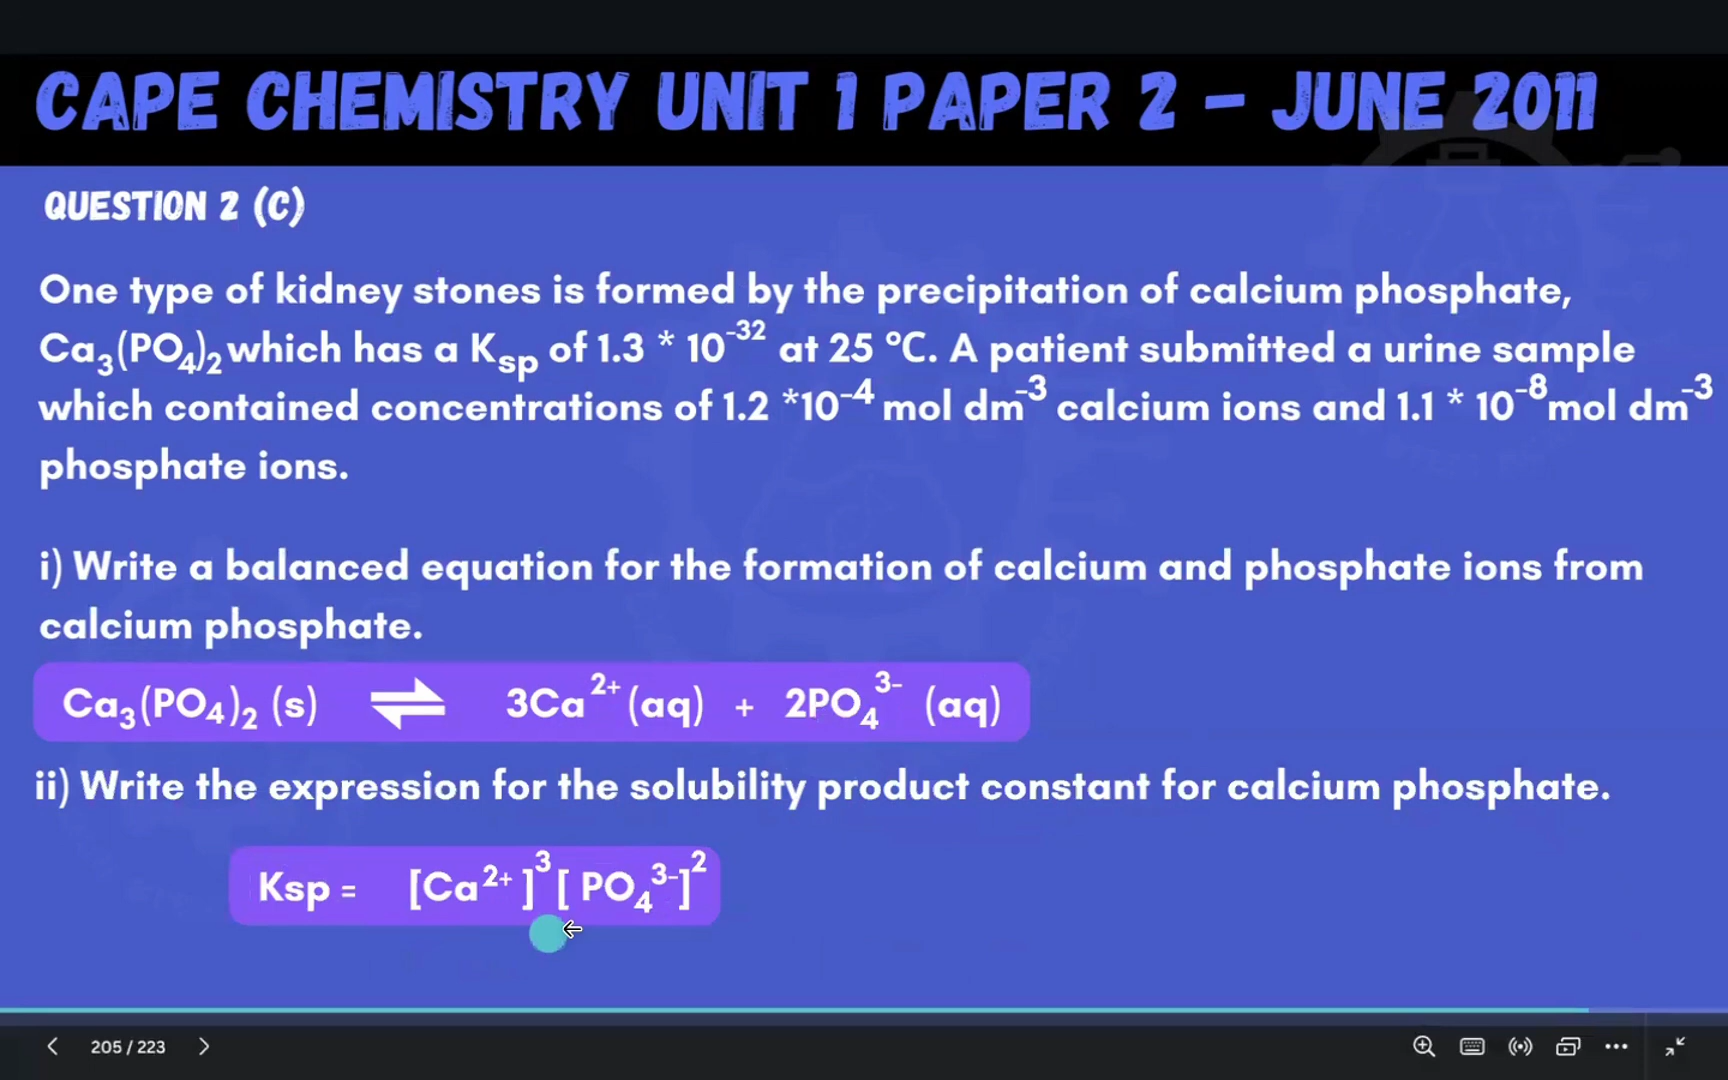 CAPE CHEMISTRY UNIT 1 PAPER 2 – JUNE 2011
QUESTION 2 (C)
One type of kidney stones is formed by the precipitation of calcium phosphate,
Ca₃(PO₄)₂ which has a Kₛₚ of 1.3 * 10⁻³² at 25 °C. A patient submitted a urine sample
which contained concentrations of 1.2 *10⁻⁴ mol dm⁻³ calcium ions and 1.1 * 10⁻⁸ mol dm⁻³
phosphate ions.
i) Write a balanced equation for the formation of calcium and phosphate ions from
calcium phosphate.
Ca₃(PO₄)₂ (s) ⇌ 3Ca²⁺ (aq) + 2PO₄³⁻ (aq)
ii) Write the expression for the solubility product constant for calcium phosphate.
Ksp = [Ca²⁺]³[PO₄³⁻]²
205 / 223